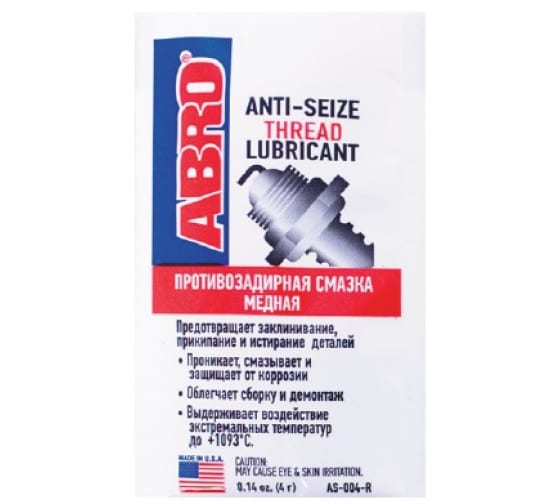 ABRO®
ANTI-SEIZE
THREAD
LUBRICANT
ПРОТИВОЗАДИРНАЯ СМАЗКА
МЕДНАЯ
Предотвращает заклинивание,
прикипание и истирание деталей
• Проникает, смазывает и
защищает от коррозии
• Облегчает сборку и демонтаж
• Выдерживает воздействие
экстремальных температур
до +1093°C.
MADE IN U.S.A.
CAUTION:
MAY CAUSE EYE & SKIN IRRITATION.
0.14 oz. (4 г) AS-004-R